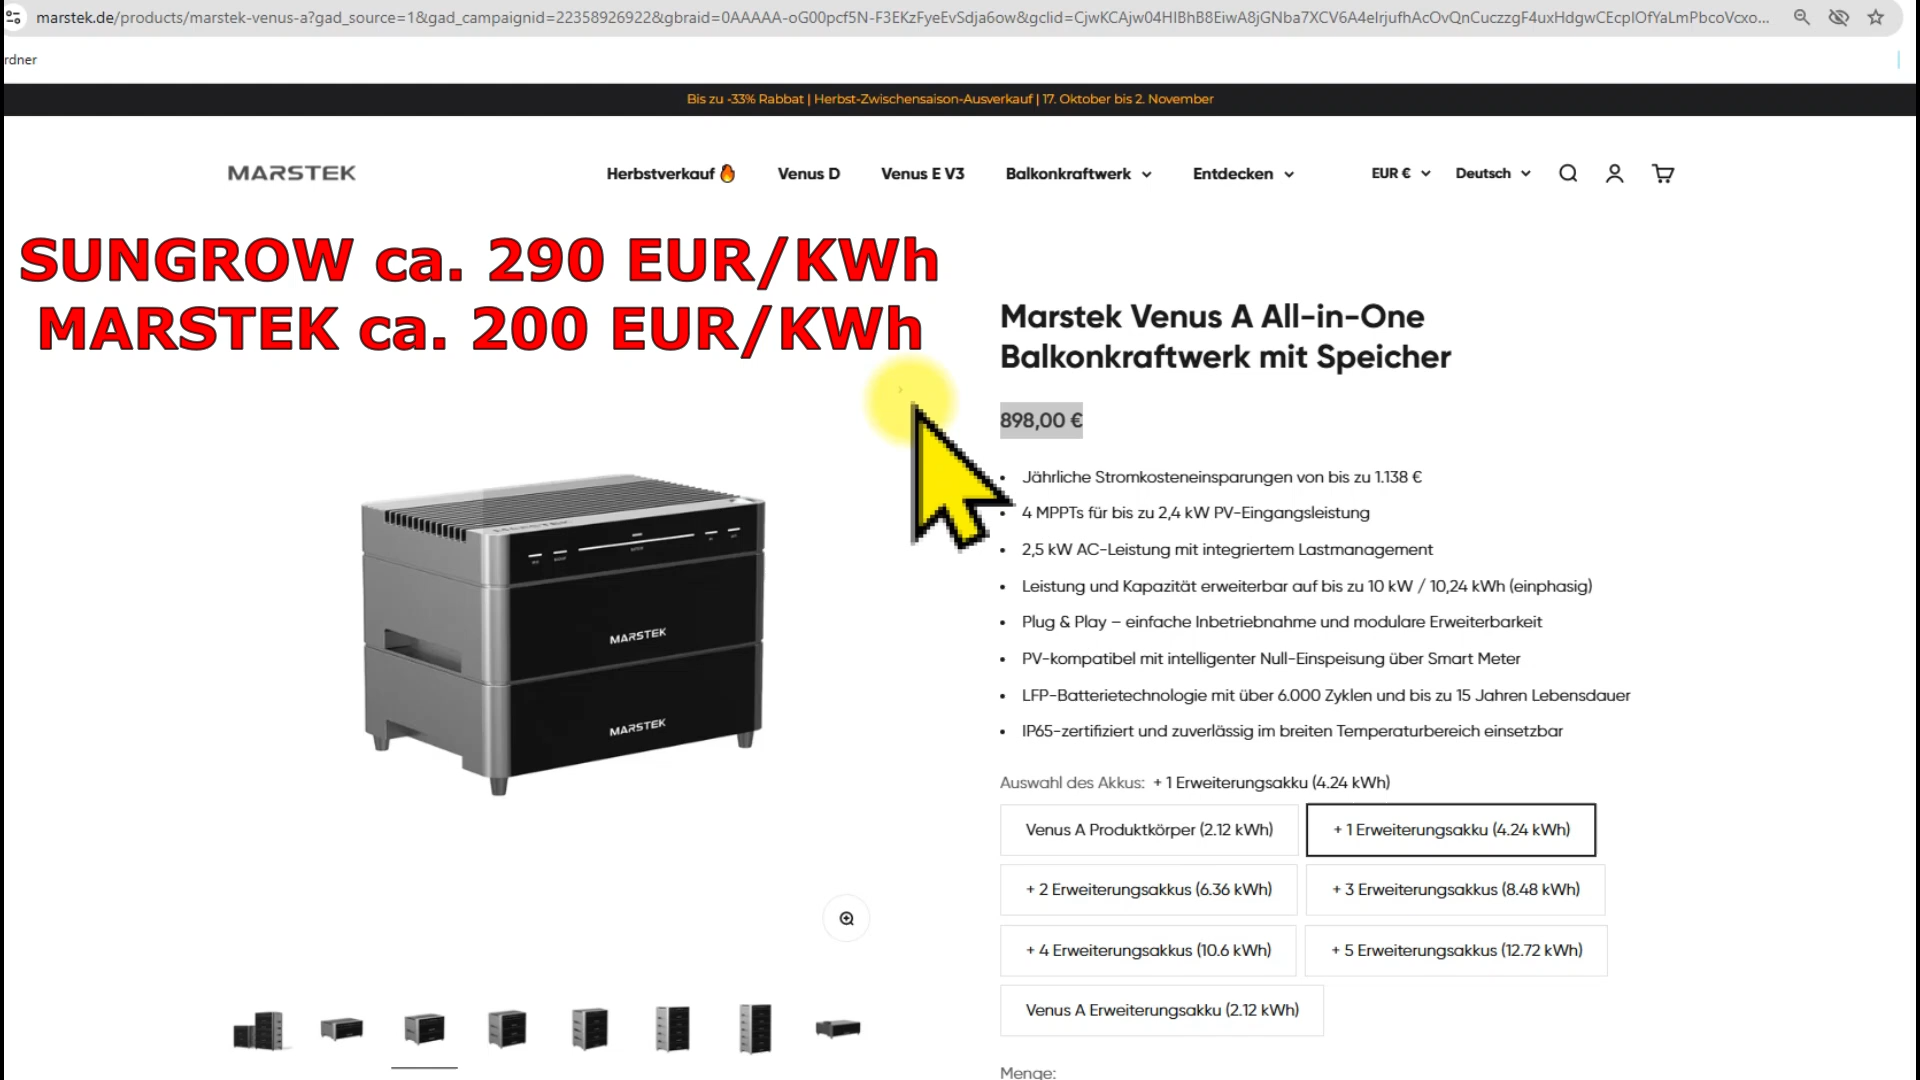 marstek.de/products/marstek-venus-a?gad_source=1&gad_campaignid=22358926922&gbraid=0AAAAA-oG00pcf5N-F3EKzFyeEvSdja6ow&gclid=CjwKCAjw04HIBhB8EiwA8jGNba7XCV6A4eIrjufhAcOvQnCuczzgF4uxHdgwCEcpIOfYaLmPbcoVcxo...
rdner
Bis zu -33% Rabbat | Herbst-Zwischensaison-Ausverkauf | 17. Oktober bis 2. November
MARSTEK
Herbstverkauf🔥 Venus D Venus E V3 Balkonkraftwerk Entdecken EUR € Deutsch
SUNGROW ca. 290 EUR/KWh
MARSTEK ca. 200 EUR/KWh
Marstek Venus A All-in-One
Balkonkraftwerk mit Speicher
898,00 €
• Jährliche Stromkosteneinsparungen von bis zu 1.138 €
• 4 MPPTs für bis zu 2,4 kW PV-Eingangsleistung
• 2,5 kW AC-Leistung mit integriertem Lastmanagement
• Leistung und Kapazität erweiterbar auf bis zu 10 kW / 10,24 kWh (einphasig)
• Plug & Play – einfache Inbetriebnahme und modulare Erweiterbarkeit
• PV-kompatibel mit intelligenter Null-Einspeisung über Smart Meter
• LFP-Batterietechnologie mit über 6.000 Zyklen und bis zu 15 Jahren Lebensdauer
• IP65-zertifiziert und zuverlässig im breiten Temperaturbereich einsetzbar
MARSTEK
MARSTEK
MARSTEK
Auswahl des Akkus: + 1 Erweiterungsakku (4.24 kWh)
Venus A Produktkörper (2.12 kWh) + 1 Erweiterungsakku (4.24 kWh)
+ 2 Erweiterungsakkus (6.36 kWh) + 3 Erweiterungsakkus (8.48 kWh)
+ 4 Erweiterungsakkus (10.6 kWh) + 5 Erweiterungsakkus (12.72 kWh)
Venus A Erweiterungsakku (2.12 kWh)
Menge: